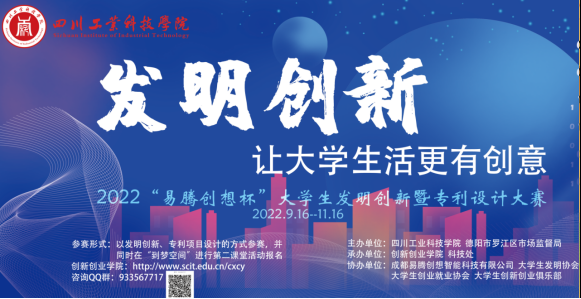 四川工业科技學院
Sichuan Institute of Industrial Technology
发明创新
让大学生活更有创意
2022“易腾创想杯”大学生发明创新暨专利设计大赛
2022.9.16--11.16
参赛形式：以发明创新、专利项目设计的方式参赛，并
同时在“到梦空间”进行第二课堂活动报名
创新创业学院：http://www.scit.edu.cn/cxcy
咨询QQ群：933567717
主办单位：四川工业科技学院 德阳市罗江区市场监督局
承办单位：创新创业学院 科技处
协办单位：成都易腾创想智能科技有限公司 大学生发明协会
大学生创业就业协会 大学生创新创业俱乐部